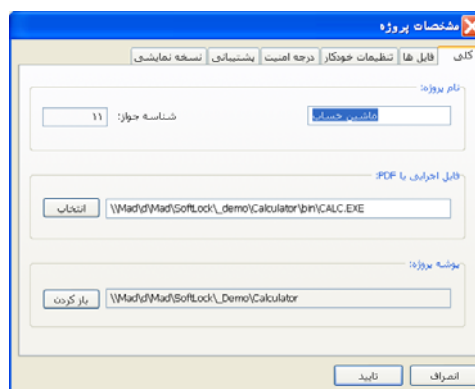 مشخصات پروژه
کلی فایل ها تنظیمات خودکار درجه امنیت پشتیبانی نسخه نمایشی
نام پروژه:
ماشین حساب شناسه جواز: ۱۱
فایل اجرایی یا PDF:
\\Mad\d\Mad\SoftLock\_demo\Calculator\bin\CALC.EXE انتخاب
پوشه پروژه:
\\Mad\d\Mad\SoftLock\_Demo\Calculator باز کردن
انصراف تایید